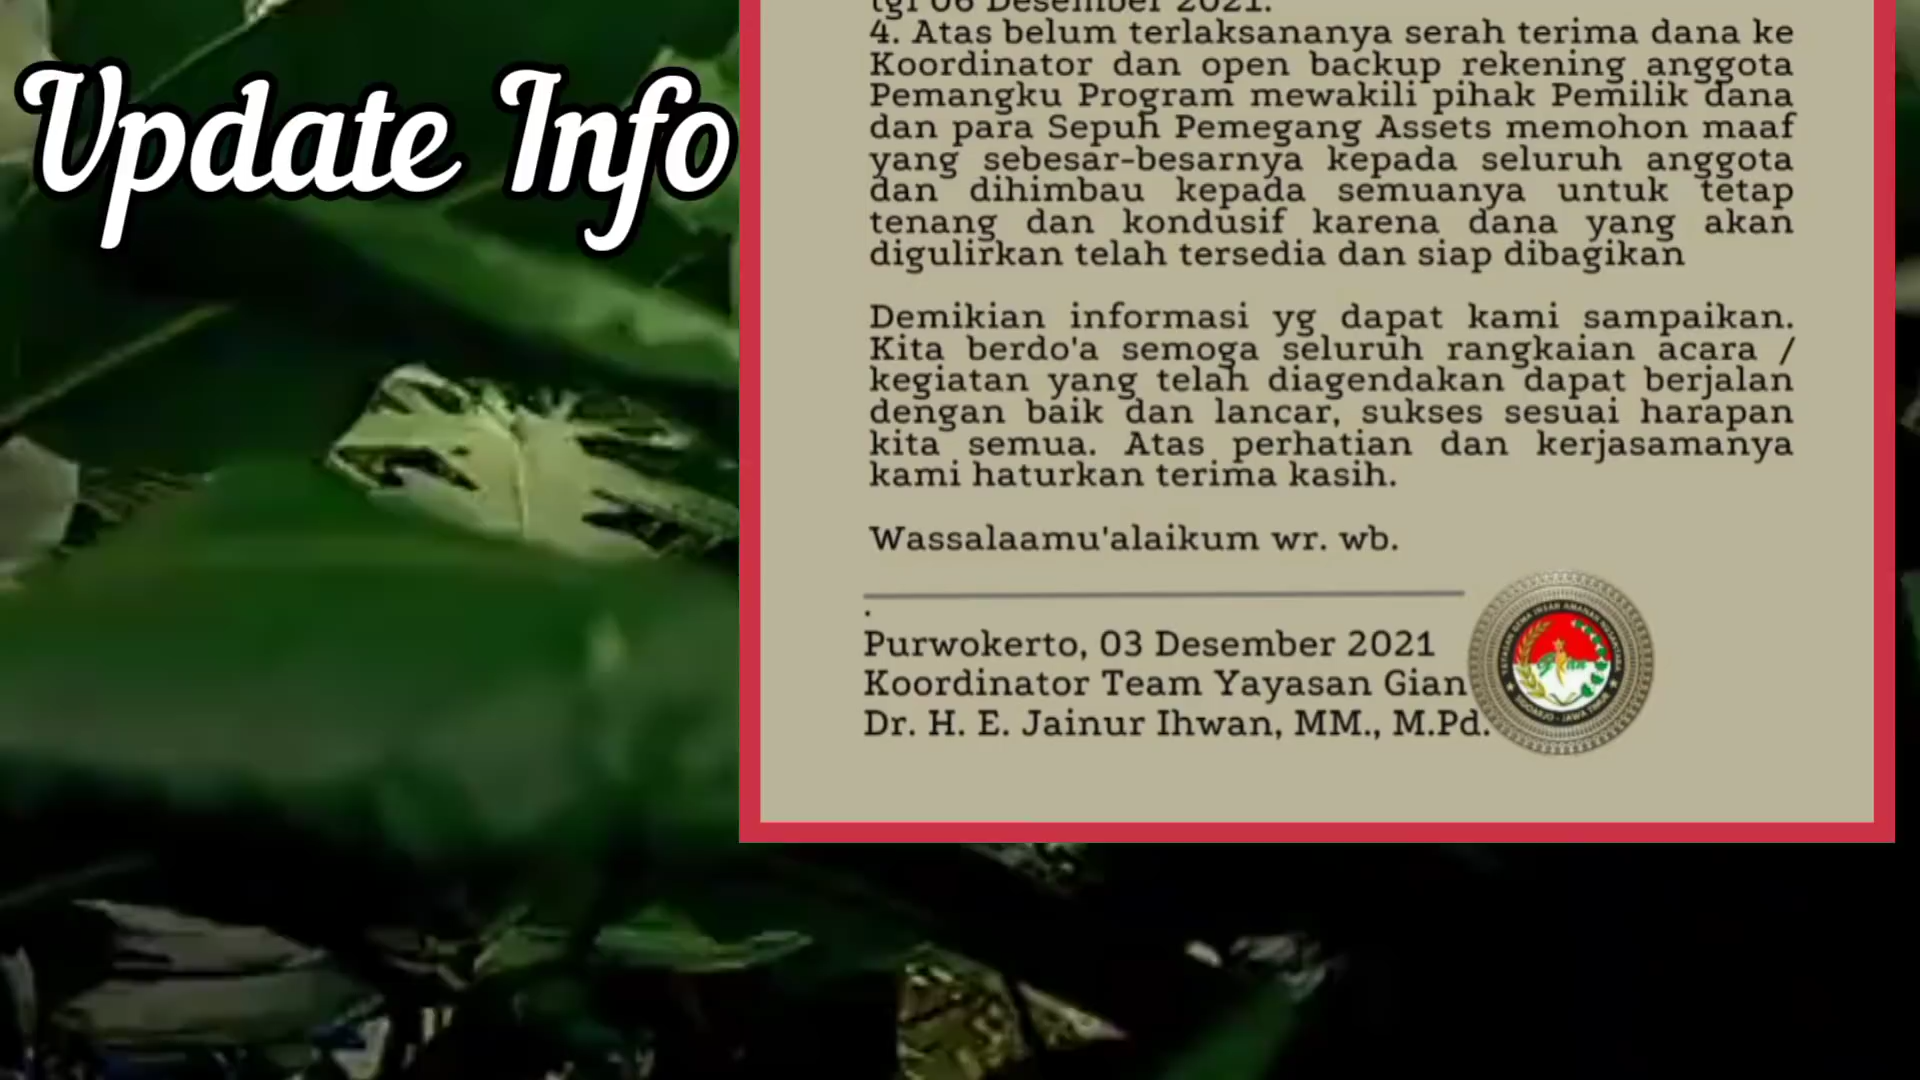 Update Info
tgl 06 Desember 2021.
4. Atas belum terlaksananya serah terima dana ke
Koordinator dan open backup rekening anggota
Pemangku Program mewakili pihak Pemilik dana
dan para Sepuh Pemegang Assets memohon maaf
yang sebesar-besarnya kepada seluruh anggota
dan dihimbau kepada semuanya untuk tetap
tenang dan kondusif karena dana yang akan
digulirkan telah tersedia dan siap dibagikan
Demikian informasi yg dapat kami sampaikan.
Kita berdo'a semoga seluruh rangkaian acara /
kegiatan yang telah diagendakan dapat berjalan
dengan baik dan lancar, sukses sesuai harapan
kita semua. Atas perhatian dan kerjasamanya
kami haturkan terima kasih.
Wassalaamu'alaikum wr. wb.
.
Purwokerto, 03 Desember 2021
Koordinator Team Yayasan Gian
Dr. H. E. Jainur Ihwan, MM., M.Pd.